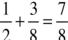 1/2 + 3/8 = 7/8